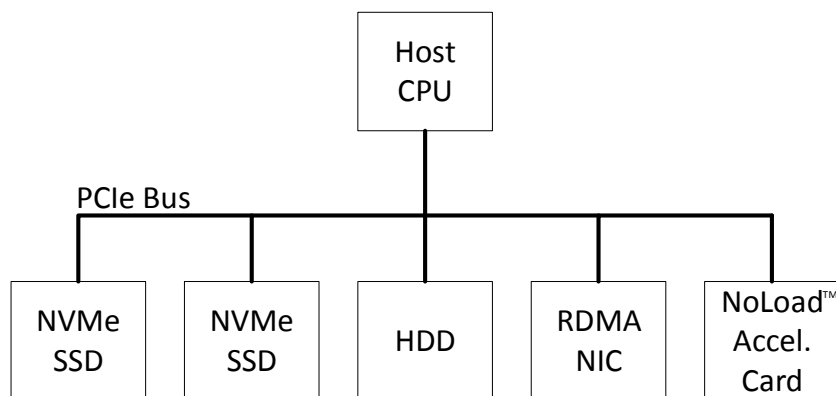 Host
CPU
PCIe Bus
NVMe
SSD
NVMe
SSD
HDD
RDMA
NIC
NoLoad™
Accel.
Card